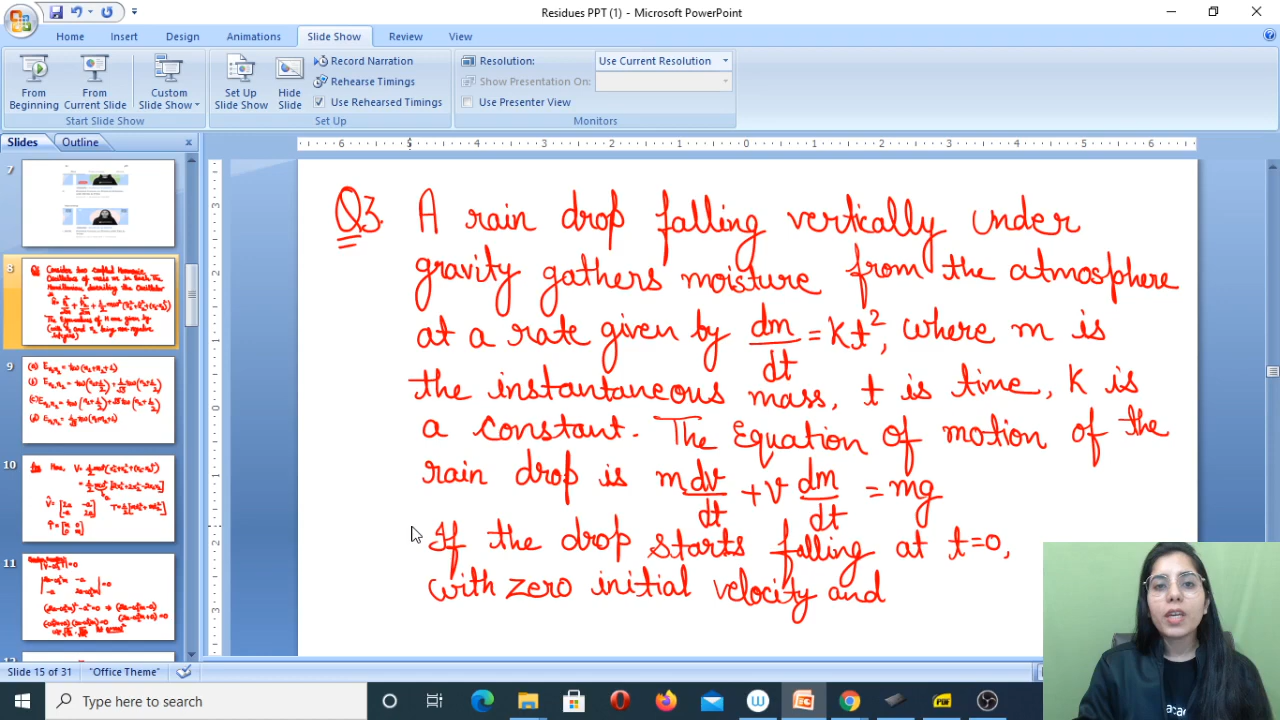 Residues PPT (1) - Microsoft PowerPoint
Home Insert Design Animations Slide Show Review View
From Beginning
From Current Slide
Custom Slide Show
Start Slide Show
Set Up Slide Show
Hide Slide
Record Narration
Rehearse Timings
Use Rehearsed Timings
Set Up
Resolution: Use Current Resolution
Show Presentation On:
Use Presenter View
Monitors
Slides Outline
7
8
9
10
11
Q3. A rain drop falling vertically under
gravity gathers moisture from the atmosphere
at a rate given by dm/dt = kt², where m is
the instantaneous mass, t is time, K is
a constant. The Equation of motion of the
rain drop is m dv/dt + v dm/dt = mg
If the drop starts falling at t=0,
with zero initial velocity and
Slide 15 of 31 "Office Theme"
Type here to search